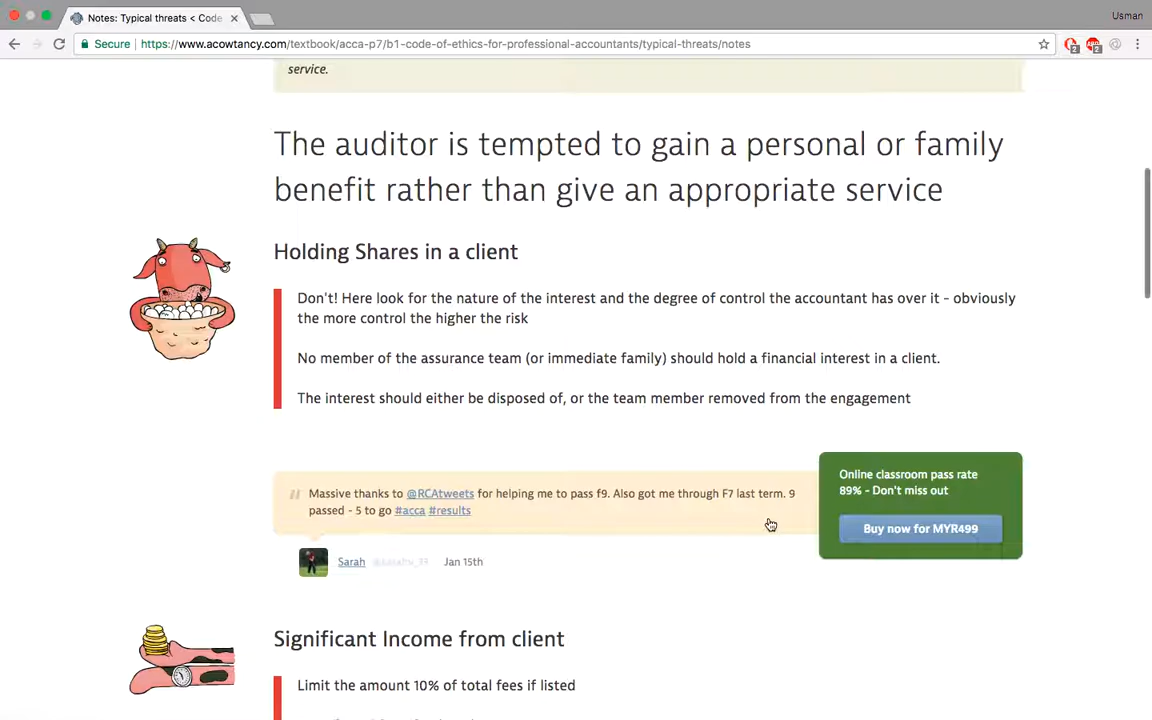 Notes: Typical threats < Code
Usman
Secure
https://www.acowtancy.com/textbook/acca-p7/b1-code-of-ethics-for-professional-accountants/typical-threats/notes
2
2
service.
The auditor is tempted to gain a personal or family
benefit rather than give an appropriate service
Holding Shares in a client
Don't! Here look for the nature of the interest and the degree of control the accountant has over it - obviously
the more control the higher the risk
No member of the assurance team (or immediate family) should hold a financial interest in a client.
The interest should either be disposed of, or the team member removed from the engagement
Massive thanks to @RCAtweets for helping me to pass f9. Also got me through F7 last term. 9
passed - 5 to go #acca #results
Online classroom pass rate
89% - Don't miss out
Buy now for MYR499
Sarah
Jan 15th
Significant Income from client
Limit the amount 10% of total fees if listed